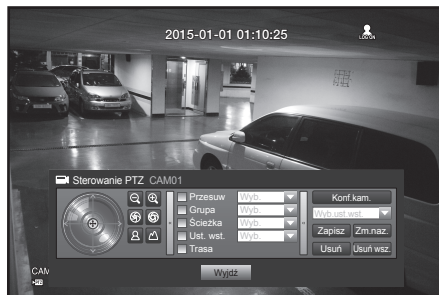 2015-01-01 01:10:25
LOG ON
Sterowanie PTZ CAM01
Przesuw Wyb.
Grupa Wyb.
Ścieżka Wyb.
Ust. wst. Wyb.
Trasa
Konf.kam.
Wyb.ust.wst.
Zapisz Zm.naz.
Usuń Usuń wsz.
Wyjdź
CAM